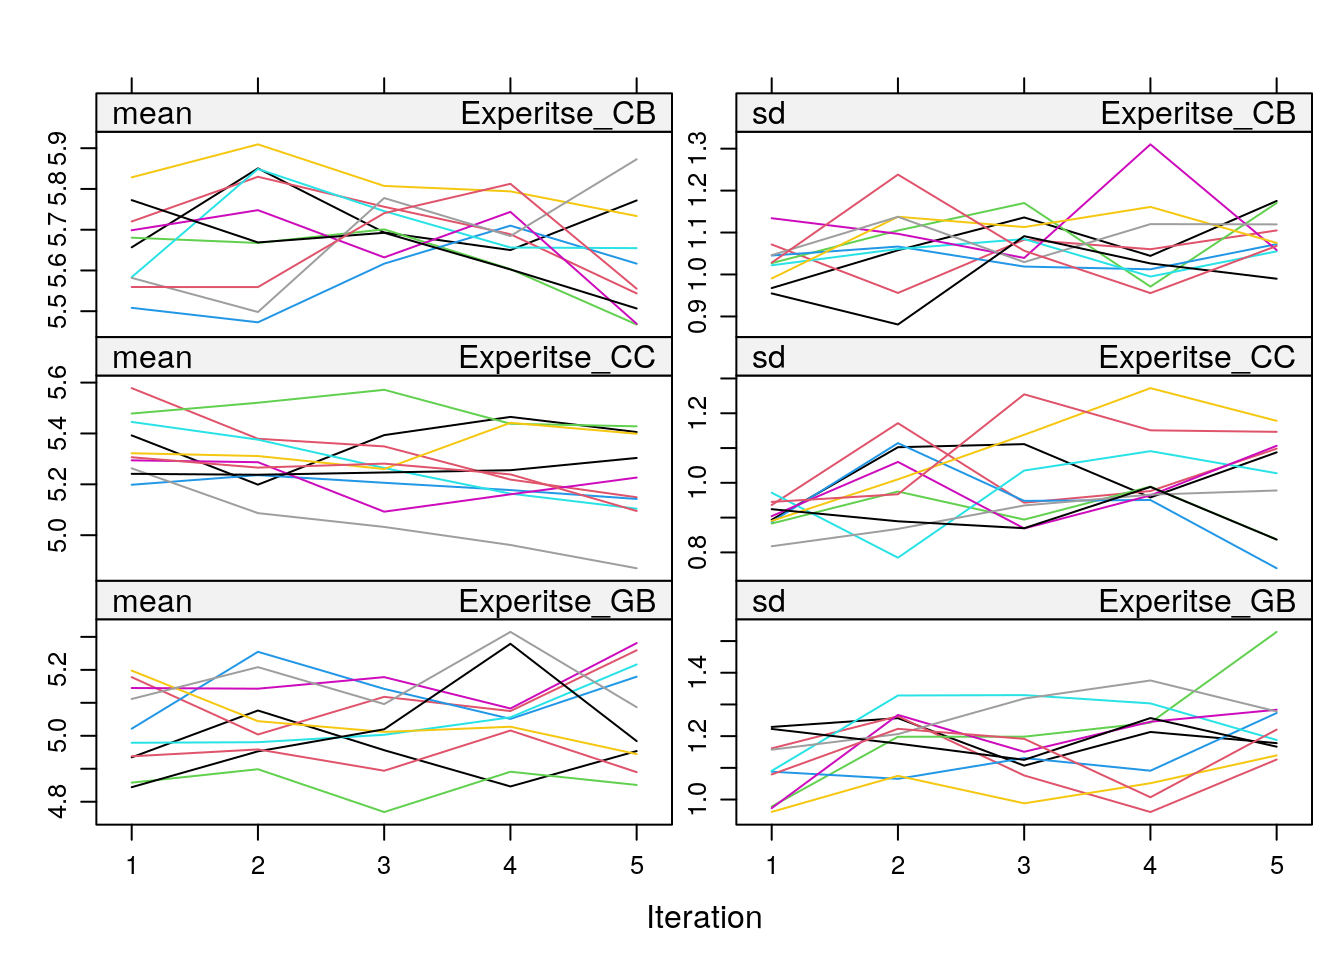 mean Experitse_CB
sd Experitse_CB
5.9
5.8
5.7
5.6
5.5
1.3
1.2
1.1
1.0
0.9
mean Experitse_CC
sd Experitse_CC
5.6
5.4
5.2
5.0
1.2
1.0
0.8
mean Experitse_GB
sd Experitse_GB
5.2
5.0
4.8
1.4
1.2
1.0
1 2 3 4 5
1 2 3 4 5
Iteration